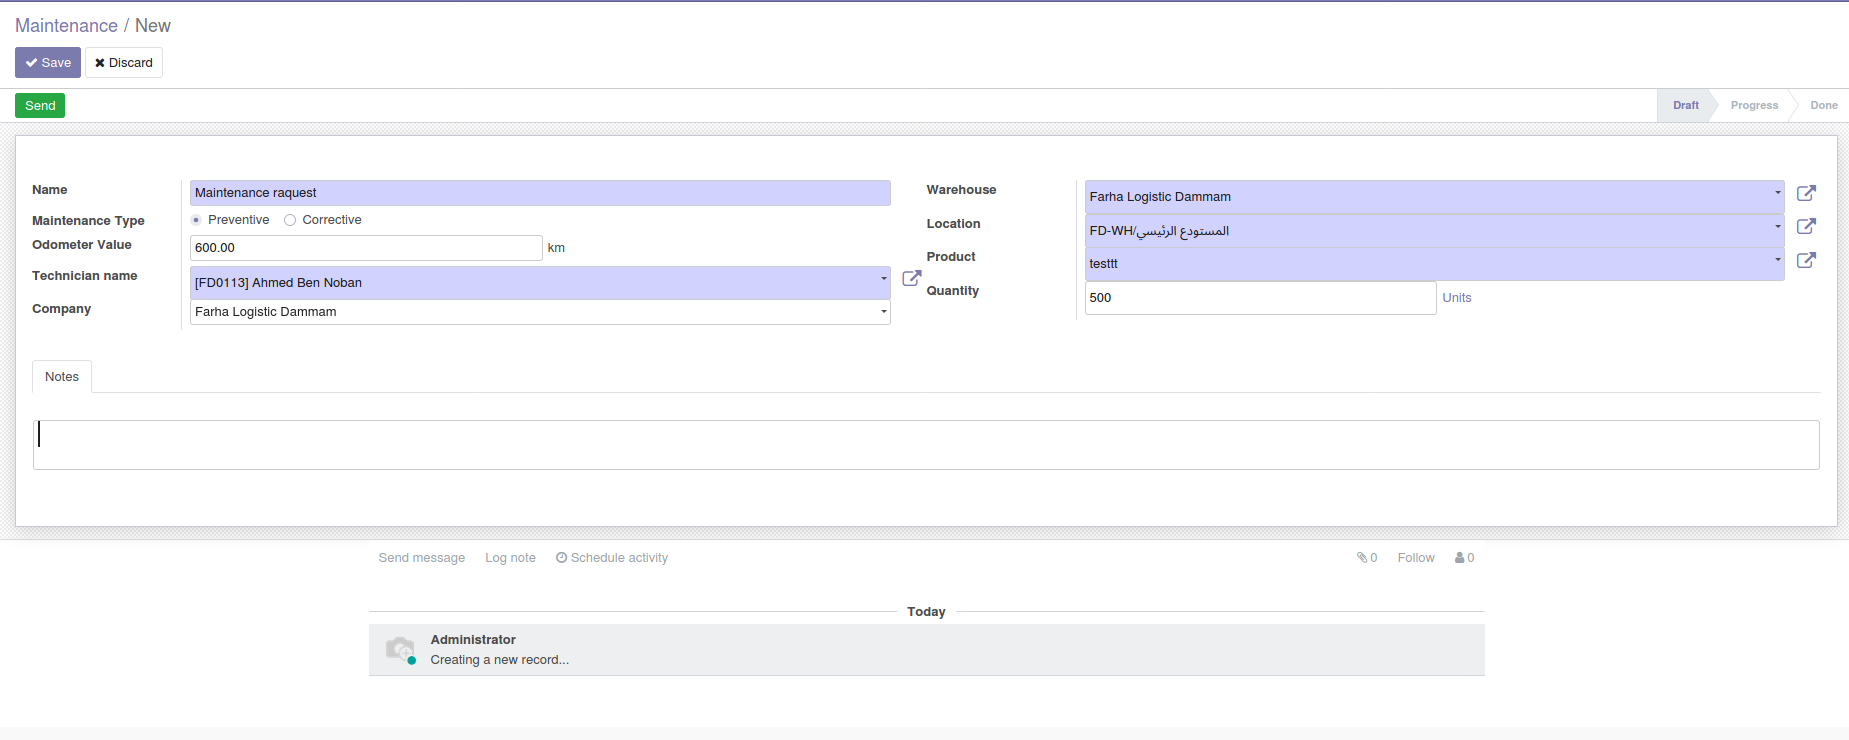 Maintenance / New
Save Discard
Send Draft Progress Done
Name Maintenance raquest
Maintenance Type Preventive Corrective
Odometer Value 600.00 km
Technician name [FD0113] Ahmed Ben Noban
Company Farha Logistic Dammam
Warehouse Farha Logistic Dammam
Location FD-WH/المستودع الرئيسي
Product testtt
Quantity 500 Units
Notes
Send message Log note Schedule activity 0 Follow 0
Today
Administrator
Creating a new record...